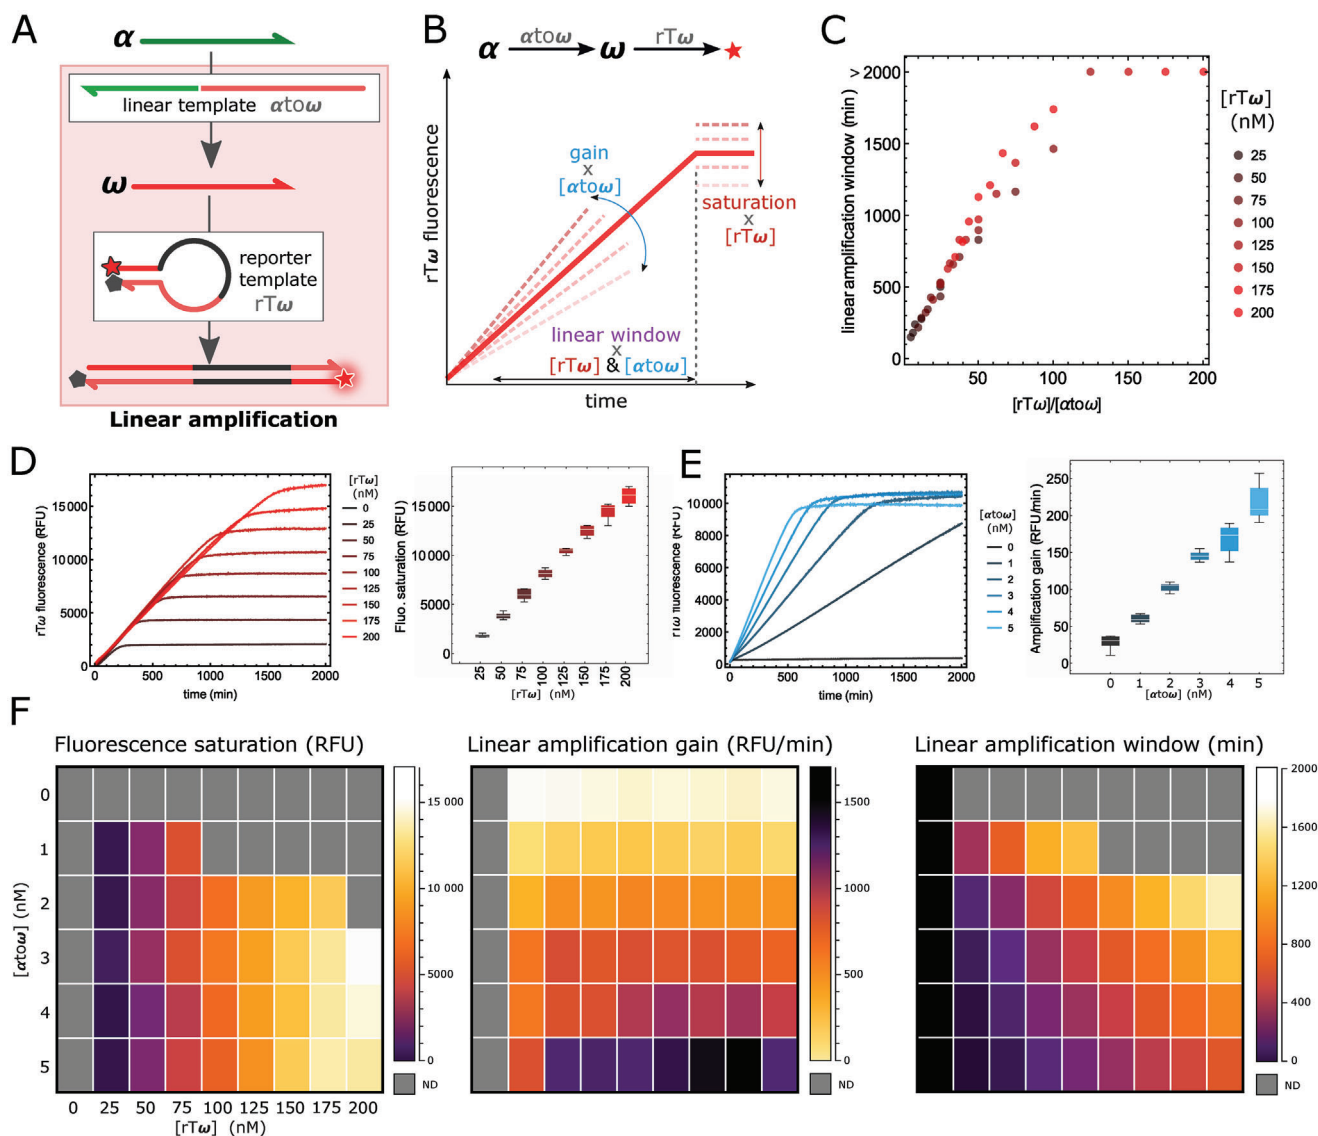 A
α
linear template αtoω
ω
reporter
template
rTω
Linear amplification
B
α αtoω ω rTω
rTω fluorescence
gain
x
[αtoω]
saturation
x
[rTω]
linear window
x
[rTω] & [αtoω]
time
C
linear amplification window (min)
>
2000
1500
1000
500
0
50
100
150
200
[rTω]/[αtoω]
[rTω]
(nM)
25
50
75
100
125
150
175
200
D
rTω fluorescence (RFU)
15000
10000
5000
0
0
500
1000
1500
2000
time (min)
[rTω]
(nM)
0
25
50
75
100
125
150
175
200
Fluo. saturation (RFU)
15000
10000
5000
0
25
50
75
100
125
150
175
200
[rTω] (nM)
E
rTω fluorescence (RFU)
10000
8000
6000
4000
2000
0
0
500
1000
1500
2000
time (min)
[αtoω]
(nM)
0
1
2
3
4
5
Amplification gain (RFU/min)
250
200
150
100
50
0
0
1
2
3
4
5
[αtoω] (nM)
F
Fluorescence saturation (RFU)
[αtoω] (nM)
0
1
2
3
4
5
0
25
50
75
100
125
150
175
200
[rTω] (nM)
15 000
10 000
5000
0
ND
Linear amplification gain (RFU/min)
1500
1000
500
0
ND
Linear amplification window (min)
2000
1600
1200
800
400
0
ND